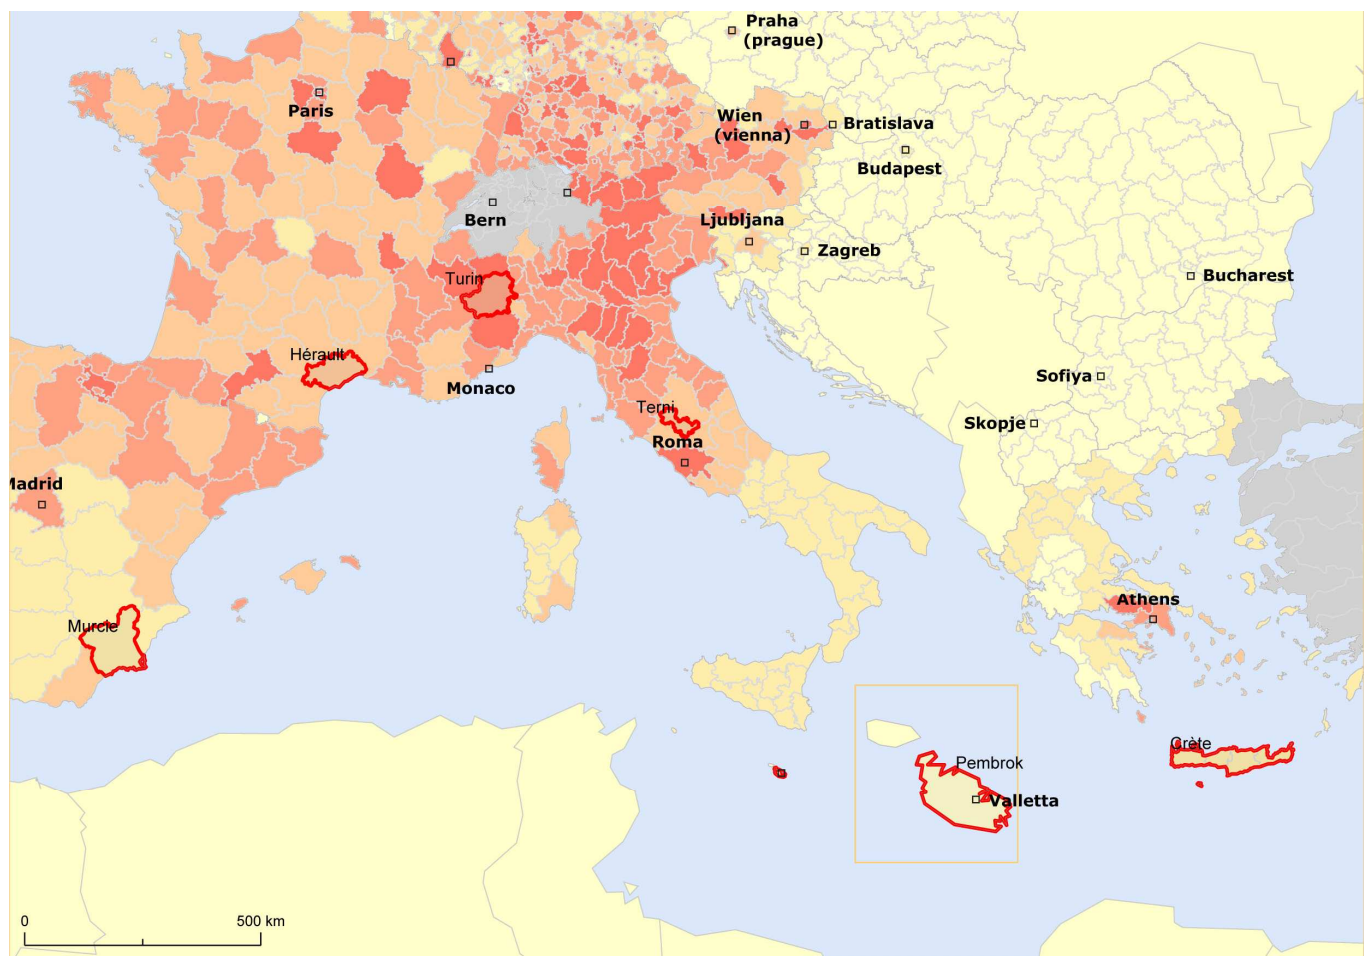 Praha
(prague)
Paris
Wien
(vienna)
Bratislava
Budapest
Bern
Ljubljana
Zagreb
Turin
Bucharest
Hérault
Monaco
Sofiya
Terni
Skopje
Roma
Madrid
Athens
Murcie
Crète
Pembrok
Valletta
0
500 km